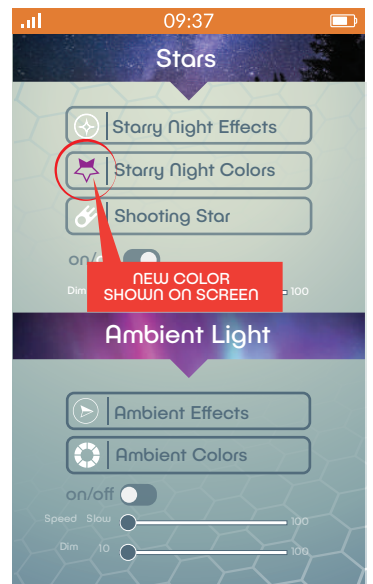 09:37
Stars
Starry Night Effects
Starry Night Colors
Shooting Star
on/o
NEW COLOR
SHOWN ON SCREEN
Dim 100
Ambient Light
Ambient Effects
Ambient Colors
on/off
Speed Slow 100
Dim 10 100